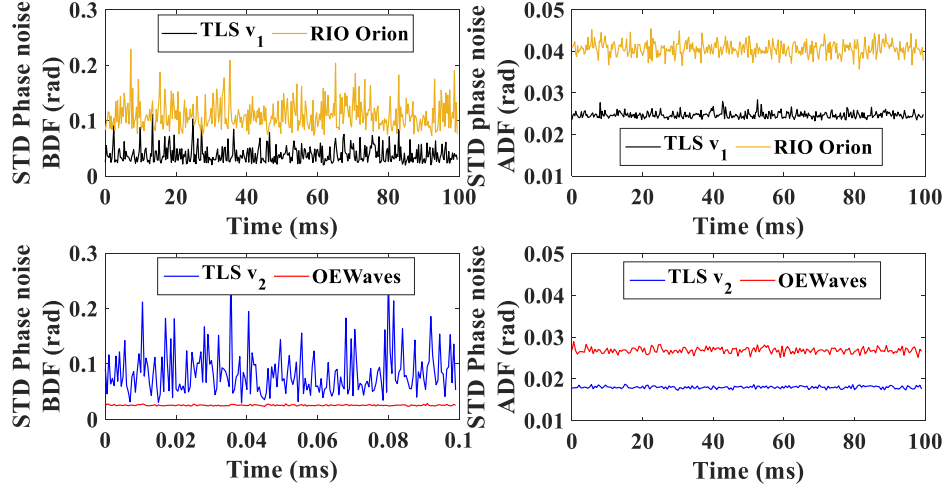 STD Phase noise
BDF (rad)
0.3
0.2
0.1
0
TLS v1
RIO Orion
0 20 40 60 80 100
Time (ms)
STD phase noise
ADF (rad)
0.05
0.04
0.03
0.02
0.01
TLS v1
RIO Orion
0 20 40 60 80 100
Time (ms)
STD Phase noise
BDF (rad)
0.3
0.2
0.1
0
TLS v2
OEWaves
0 0.02 0.04 0.06 0.08 0.1
Time (ms)
STD Phase noise
ADF (rad)
0.05
0.04
0.03
0.02
0.01
TLS v2
OEWaves
0 20 40 60 80 100
Time (ms)